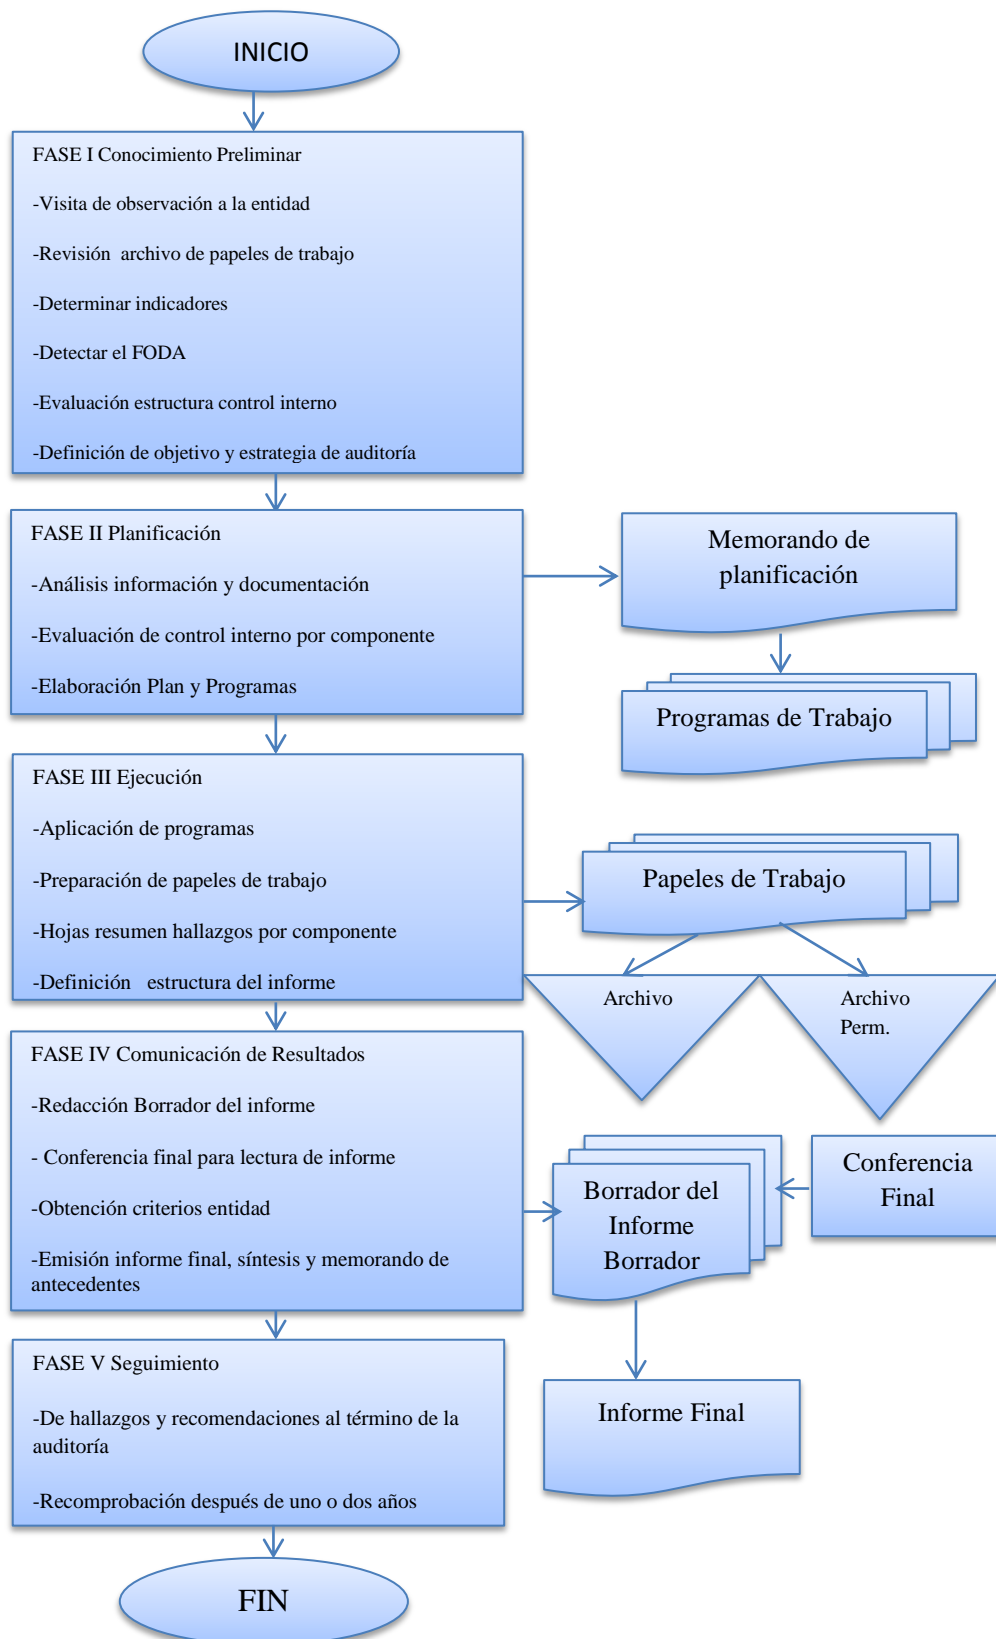 INICIO
FASE I Conocimiento Preliminar
-Visita de observación a la entidad
-Revisión  archivo de papeles de trabajo
-Determinar indicadores
-Detectar el FODA
-Evaluación estructura control interno
-Definición de objetivo y estrategia de auditoría
FASE II Planificación
-Análisis información y documentación
-Evaluación de control interno por componente
-Elaboración Plan y Programas
Memorando de
planificación
Programas de Trabajo
FASE III Ejecución
-Aplicación de programas
-Preparación de papeles de trabajo
-Hojas resumen hallazgos por componente
-Definición   estructura del informe
Papeles de Trabajo
Archivo
Archivo
Perm.
FASE IV Comunicación de Resultados
-Redacción Borrador del informe
- Conferencia final para lectura de informe
-Obtención criterios entidad
-Emisión informe final, síntesis y memorando de
antecedentes
Borrador del
Informe
Borrador
Conferencia
Final
FASE V Seguimiento
-De hallazgos y recomendaciones al término de la
auditoría
-Recomprobación después de uno o dos años
Informe Final
FIN